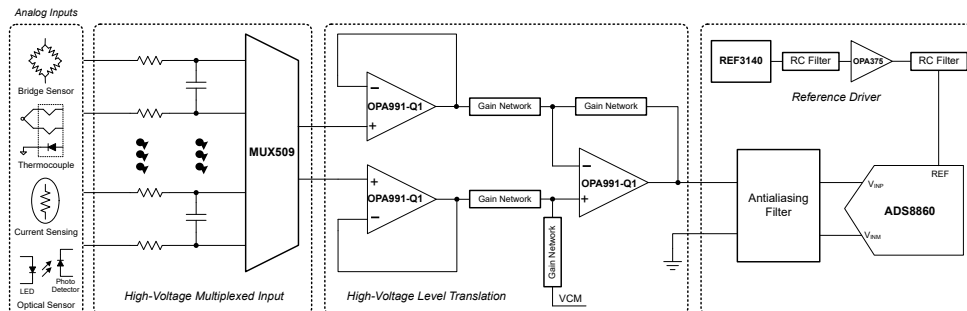 Analog Inputs
Bridge Sensor
Thermocouple
Current Sensing
LED
Photo
Detector
Optical Sensor
MUX509
High-Voltage Multiplexed Input
OPA991-Q1
OPA991-Q1
Gain Network
Gain Network
Gain Network
OPA991-Q1
Gain Network
VCM
High-Voltage Level Translation
REF3140
RC Filter
OPA375
RC Filter
Reference Driver
Antialiasing
Filter
REF
VINP
ADS8860
VINM